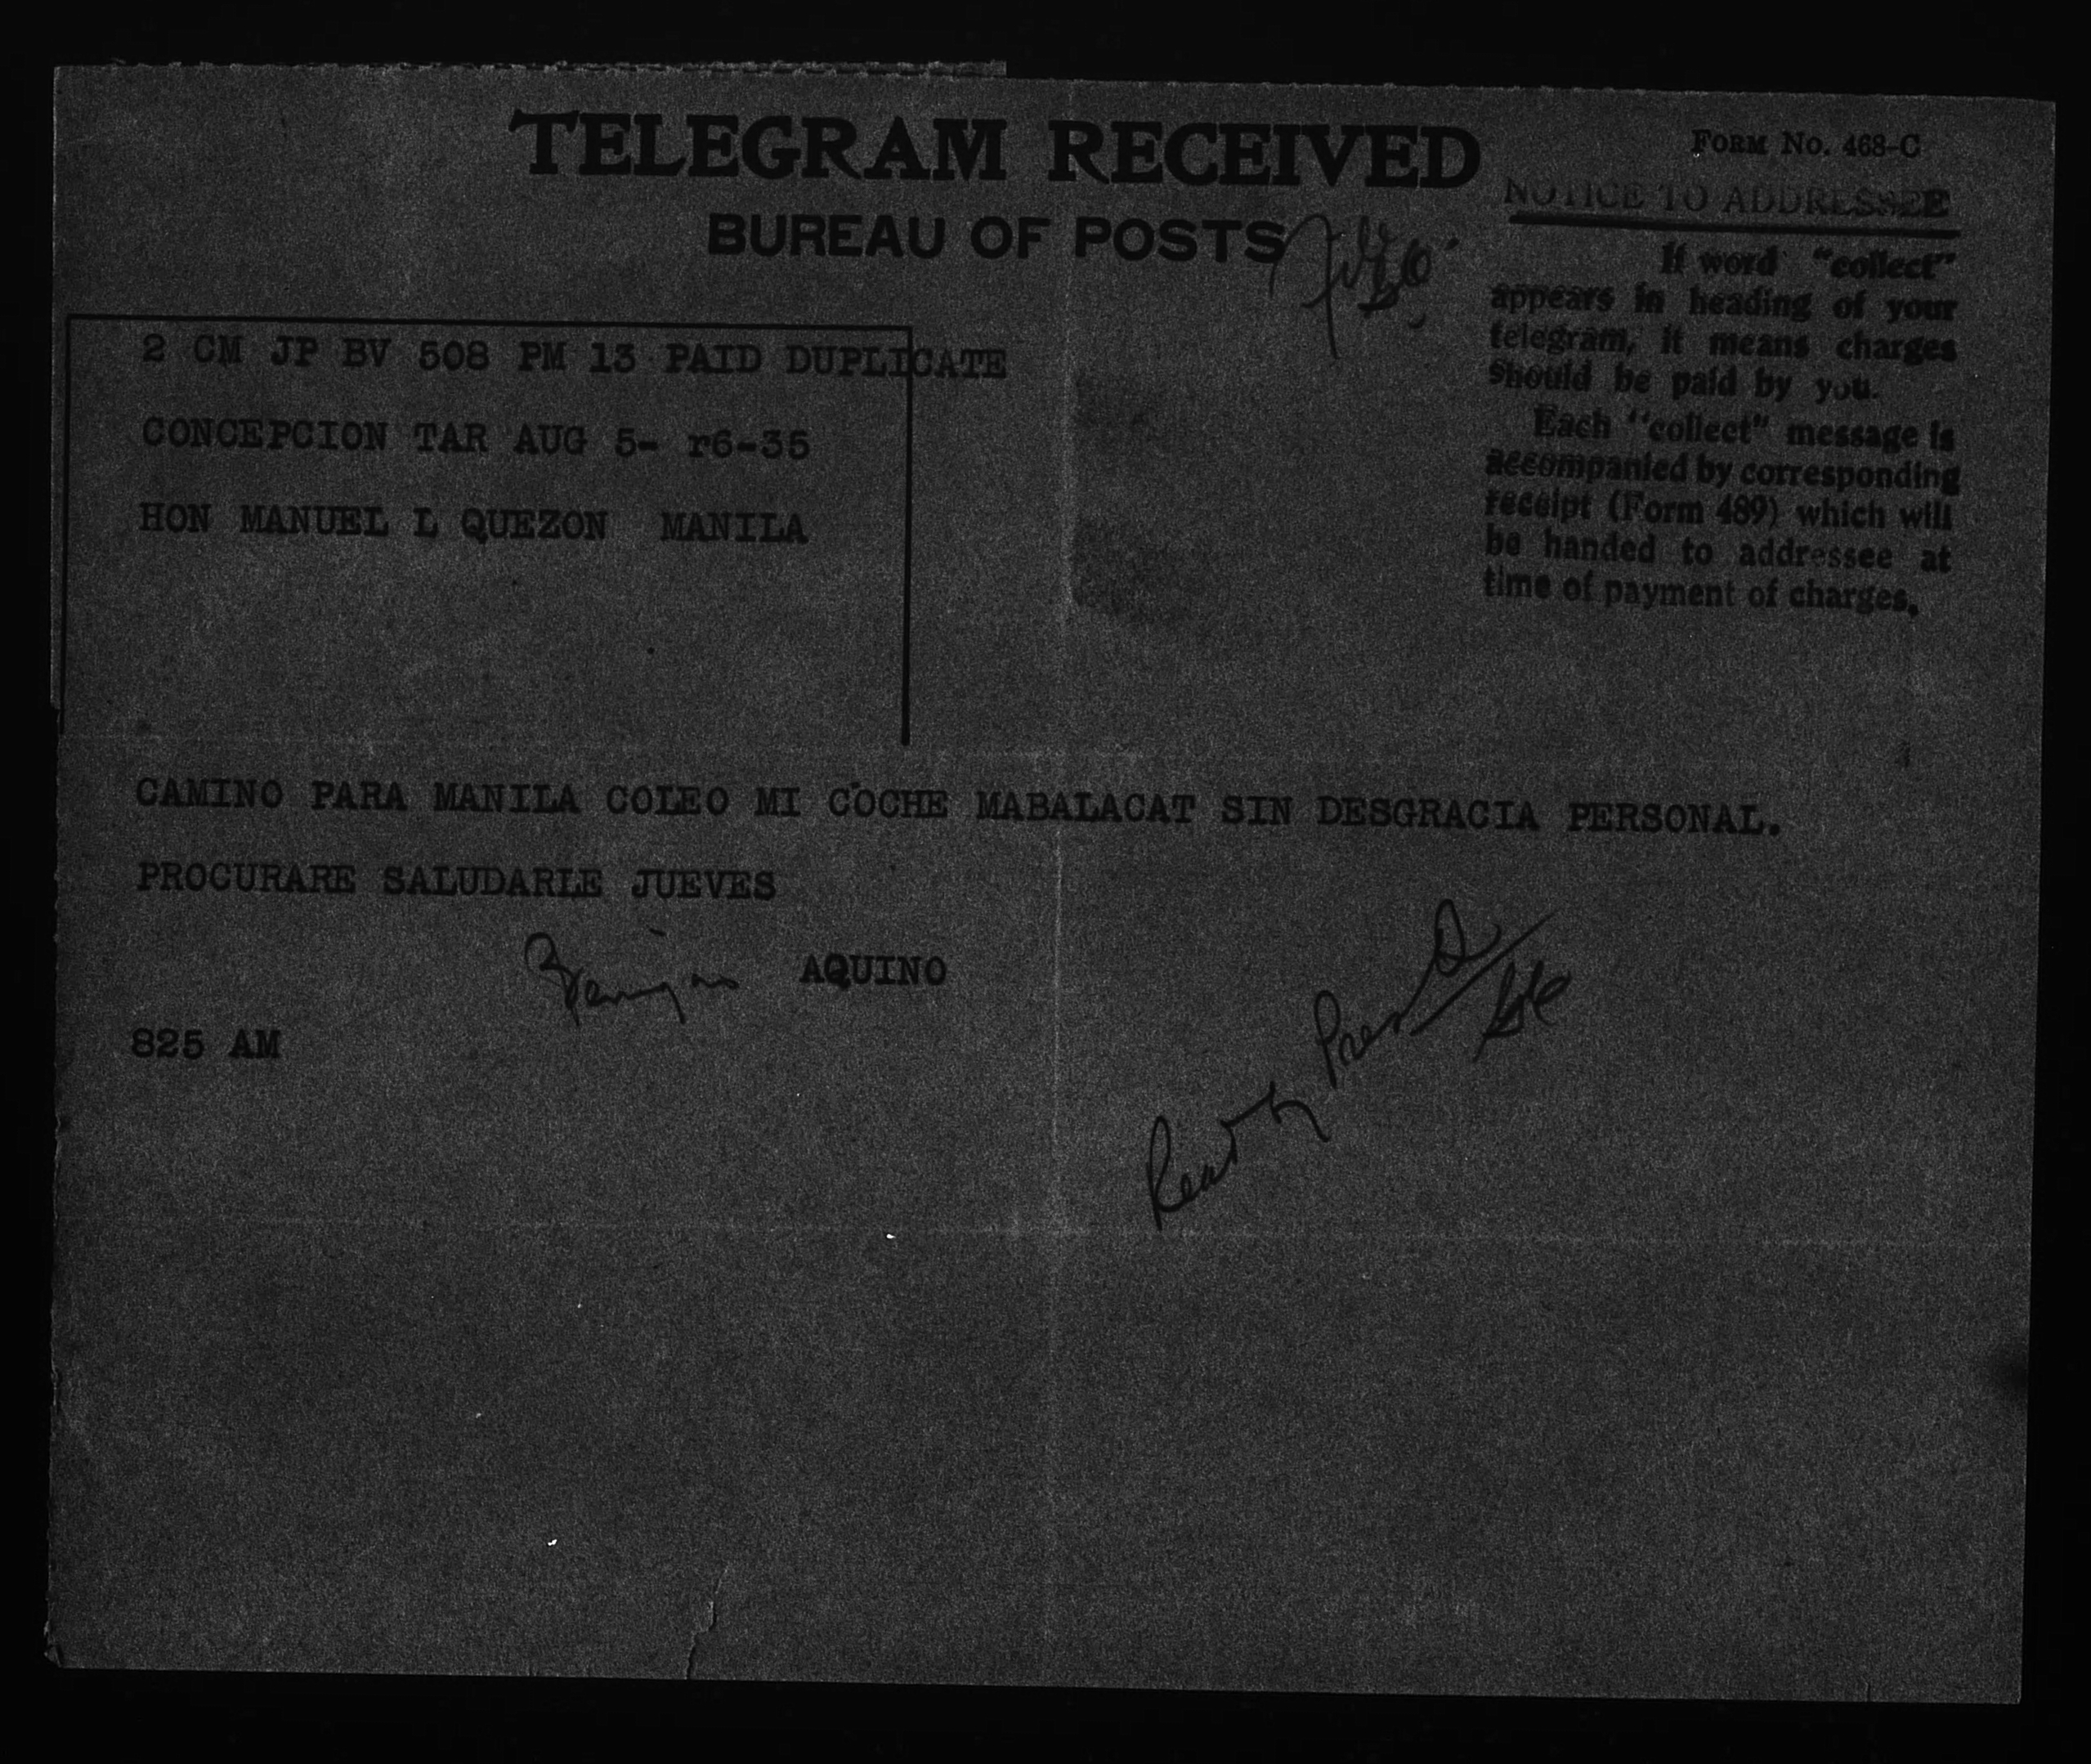 TELEGRAM RECEIVED
BUREAU OF POSTS
FORM NO. 468-C
NOTICE TO ADDRESSEE
If word "collect"
appears in heading of your
telegram, it means charges
should be paid by you.
Each "collect" message is
accompanied by corresponding
receipt (Form 489) which will
be handed to addressee at
time of payment of charges.
2 CM JP BV 508 PM 13 PAID DUPLICATE
CONCEPCION TAR AUG 5- r6-35
HON MANUEL L QUEZON MANILA
CAMINO PARA MANILA COLEO MI COCHE MABALACAT SIN DESGRACIA PERSONAL.
PROCURARE SALUDARLE JUEVES
Benigno AQUINO
825 AM
Read by Pres Q